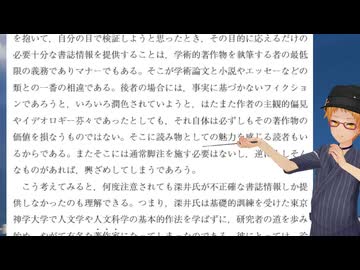 を抱いて、自分の目で検証しようと思ったとき、その目的に応えるだけの
必要十分な書誌情報を提供することは、学術的著作物を執筆する者の最低
限の義務でありマナーでもある。そこが学術論文と小説やエッセーなどの
類との一番の相違である。後者の場合には、事実に基づかないフィクシ
ョンであろうと、いろいろ潤色されていようと、はたまた作者の主観的偏見
やイデオロギー芬々であったとしても、それ自体は必ずしもその著作物の
価値を損なうものではない。そこに読み物としての魅力を感じる読者もい
るからである。またそこには通常脚注を施す必要はないし、逆に
なものがあれば、興ざめしてしまうであろう。
こう考えてみると、何度注意されても深井氏が不正確な書誌情報しか提
供しなかったのも理解できる。つまり、深井氏は基礎的訓練を受けた東京
神学大学で人文学や人文科学の基本的作法を学ばずに、研究者の道を歩み